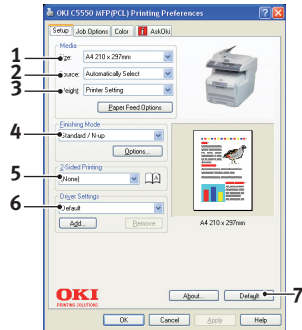 OKI C5550 MFP(PCL) Printing Preferences
Setup Job Options Color AskOki
Media
1 Size: A4 210 x 297mm
2 Source: Automatically Select
3 Weight: Printer Setting
Paper Feed Options
Finishing Mode
4 Standard / N-up
Options...
2-Sided Printing
5 (None)
Driver Settings
6 Default
Add... Remove
A4 210 x 297mm
OKI
PRINTING SOLUTIONS
About... Default 7
OK Cancel Apply Help